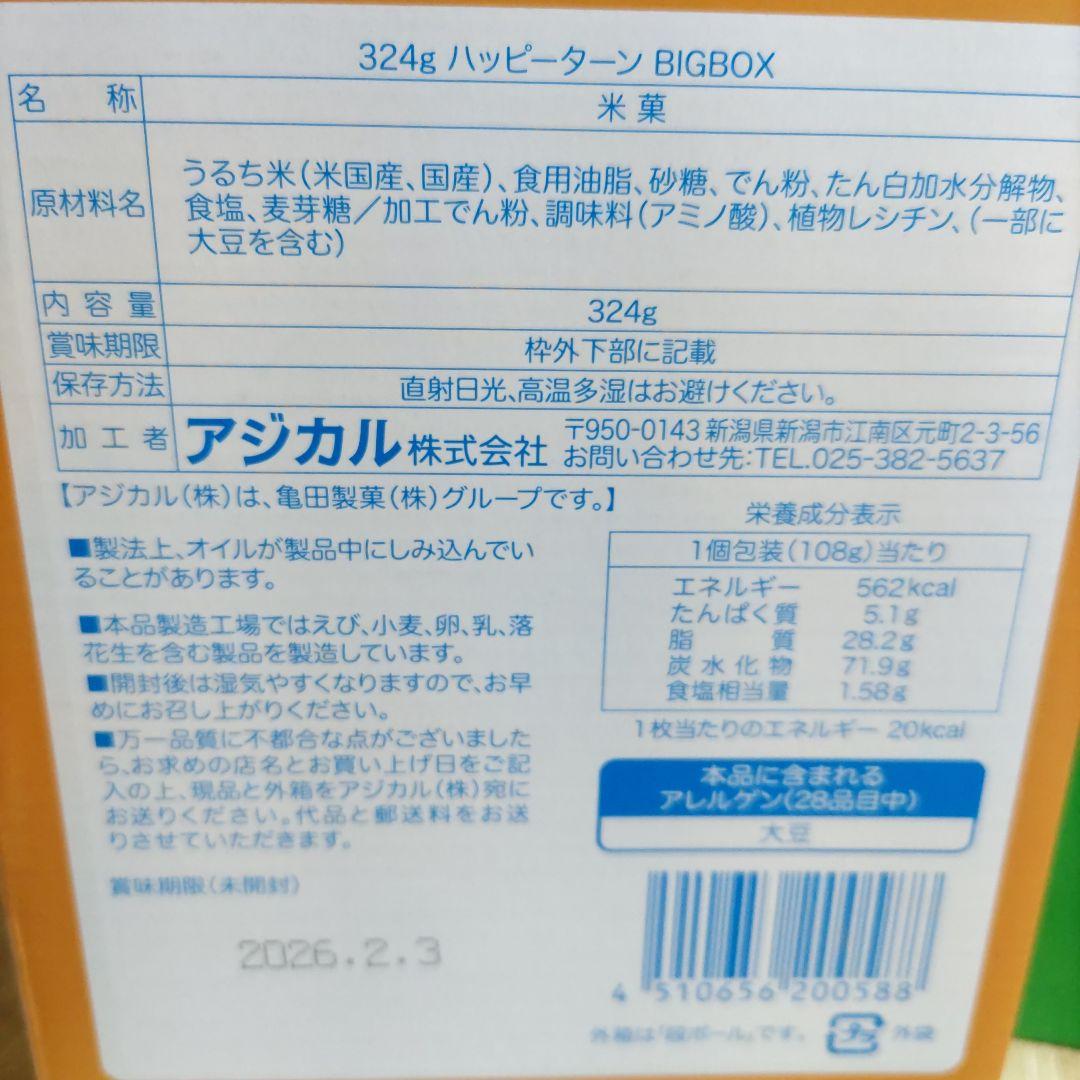 324g ハッピーターン BIGBOX
名称 米菓
原材料名 うるち米(米国産、国産)、食用油脂、砂糖、でん粉、たん白加水分解物、
食塩、麦芽糖/加工でん粉、調味料(アミノ酸)、植物レシチン、(一部に
大豆を含む)
内容量 324g
賞味期限 枠外下部に記載
保存方法 直射日光、高温多湿はお避けください。
加工者 アジカル株式会社 〒950-0143 新潟県新潟市江南区元町2-3-56
お問い合わせ先:TEL.025-382-5637
【アジカル(株)は、亀田製菓(株)グループです。】
■製法上、オイルが製品中にしみ込んでい
ることがあります。
■本品製造工場ではえび、小麦、卵、乳、落
花生を含む製品を製造しています。
■開封後は湿気やすくなりますので、お早
めにお召し上がりください。
■万一品質に不都合な点がございました
ら、お求めの店名とお買い上げ日をご記
入の上、現品と外箱をアジカル(株)宛に
お送りください。代品と郵送料をお送
りさせていただきます。
賞味期限(未開封)
2026.2.3
栄養成分表示
1個包装(108g)当たり
エネルギー 562kcal
たんぱく質 5.1g
脂質 28.2g
炭水化物 71.9g
食塩相当量 1.58g
1枚当たりのエネルギー 20kcal
本品に含まれる
アレルゲン(28品目中)
大豆
4 510656 200588
外箱は「段ボール」です。 プラ 外袋